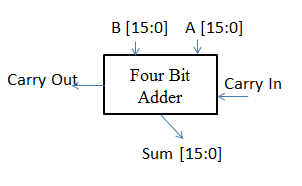 B [15:0] A [15:0]
Carry Out
Four Bit
Adder
Carry In
Sum [15:0]